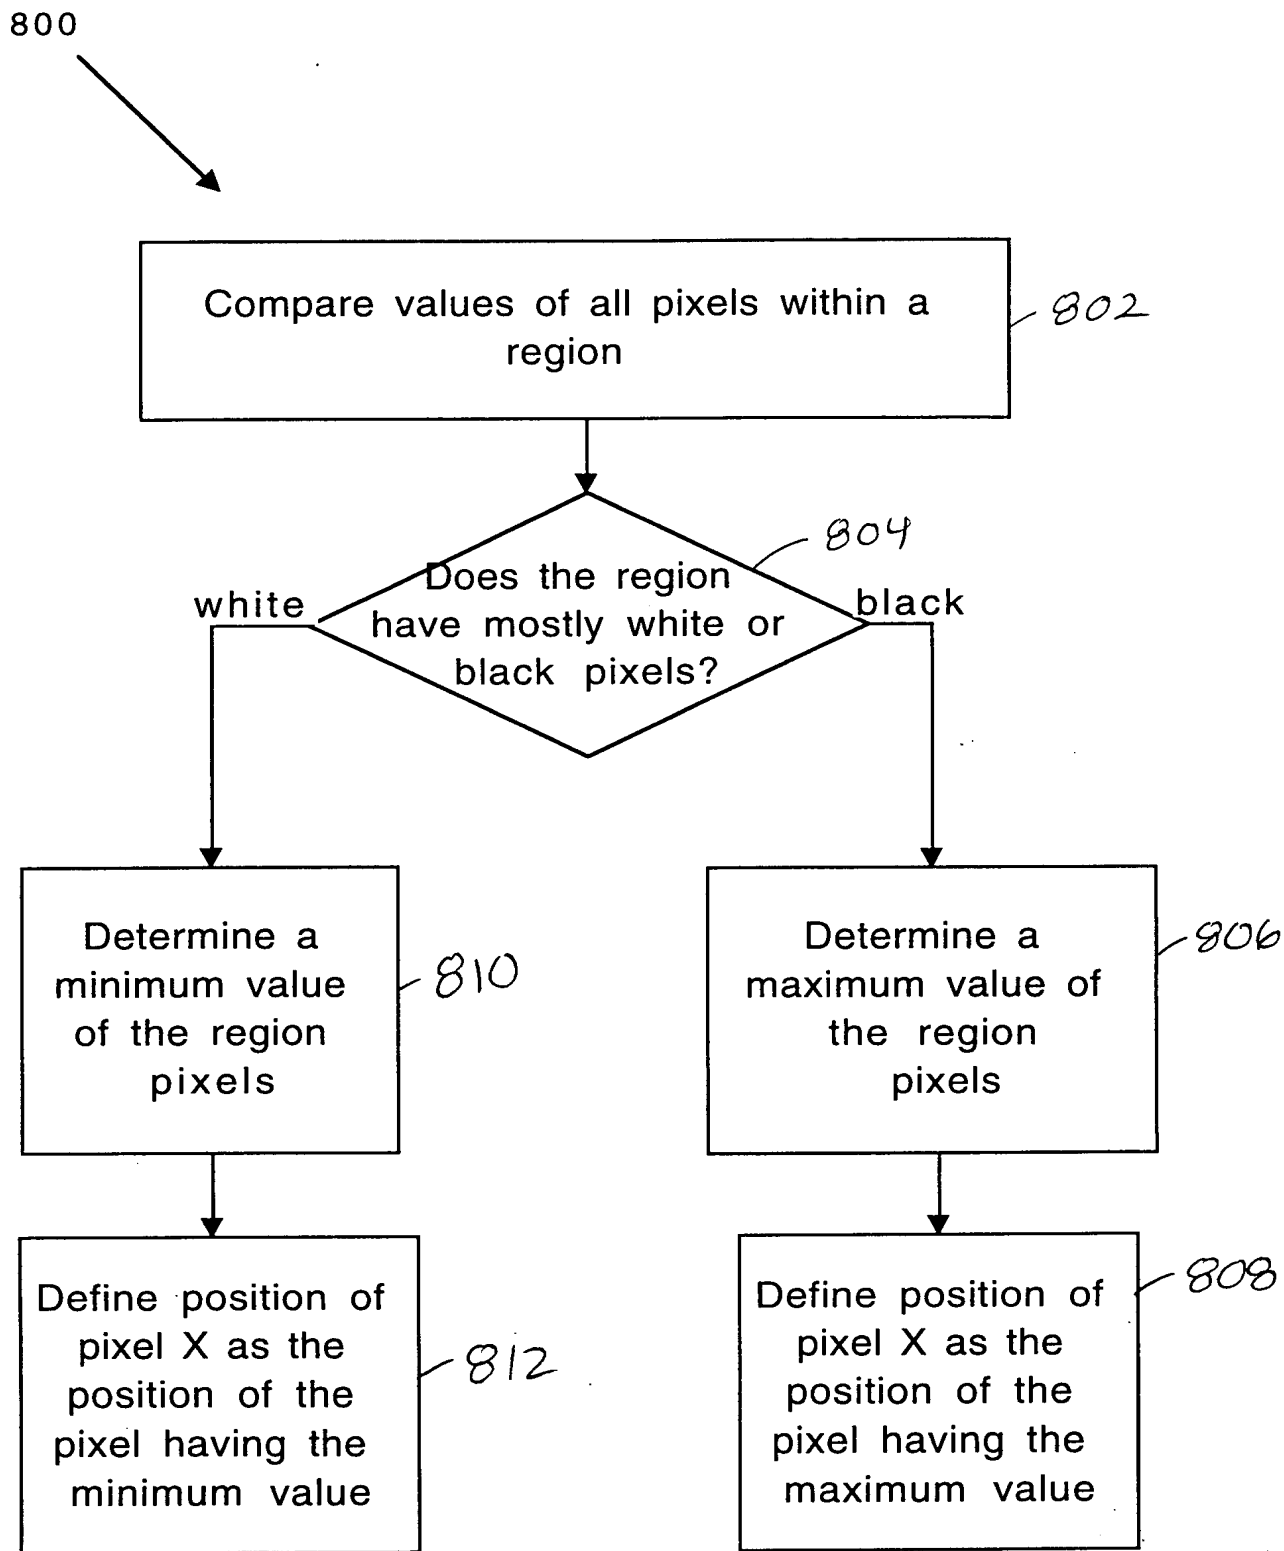 800
Compare values of all pixels within a
region
802
804
Does the region
have mostly white or
black pixels?
white
black
Determine a
minimum value
of the region
pixels
810
Determine a
maximum value of
the region
pixels
806
Define position of
pixel X as the
position of the
pixel having the
minimum value
812
Define position of
pixel X as the
position of the
pixel having the
maximum value
808